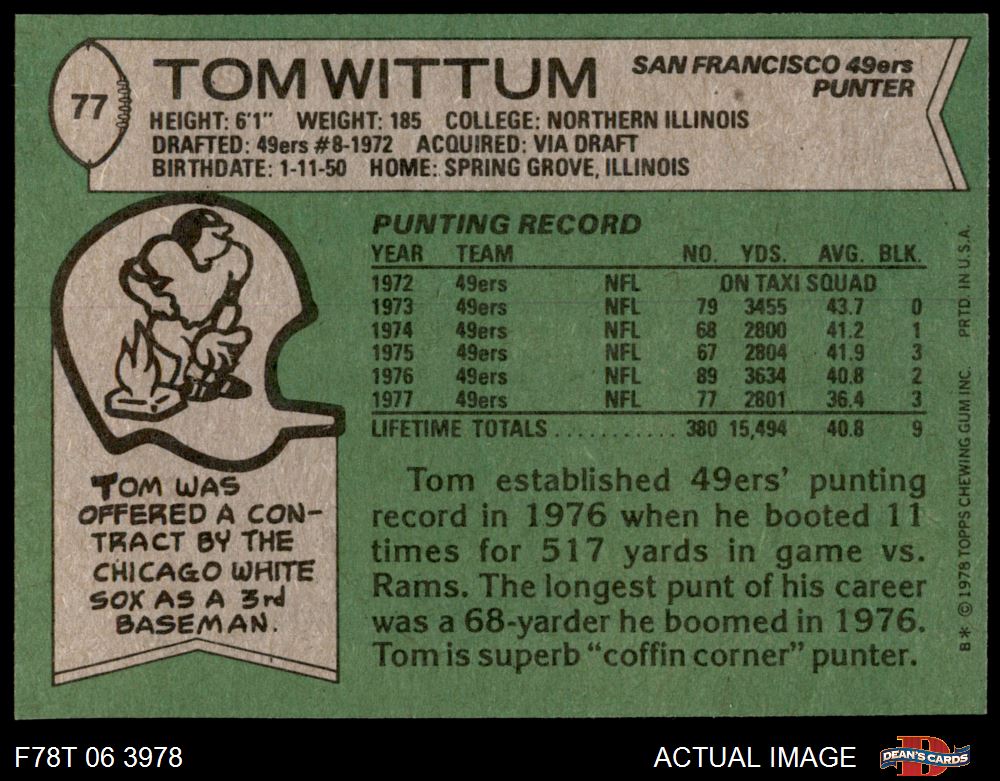 77
TOM WITTUM
SAN FRANCISCO 49ers
PUNTER
HEIGHT: 6'1" WEIGHT: 185 COLLEGE: NORTHERN ILLINOIS
DRAFTED: 49ers #8-1972 ACQUIRED: VIA DRAFT
BIRTHDATE: 1-11-50 HOME: SPRING GROVE, ILLINOIS
PUNTING RECORD
YEAR TEAM NO. YDS. AVG. BLK.
1972 49ers NFL ON TAXI SQUAD
1973 49ers NFL 79 3455 43.7 0
1974 49ers NFL 68 2800 41.2 1
1975 49ers NFL 67 2804 41.9 3
1976 49ers NFL 89 3634 40.8 2
1977 49ers NFL 77 2801 36.4 3
LIFETIME TOTALS ........... 380 15,494 40.8 9
TOM WAS
OFFERED A CON-
TRACT BY THE
CHICAGO WHITE
SOX AS A 3rd
BASEMAN.
Tom established 49ers' punting
record in 1976 when he booted 11
times for 517 yards in game vs.
Rams. The longest punt of his career
was a 68-yarder he boomed in 1976.
Tom is superb "coffin corner" punter.
B* © 1978 TOPPS CHEWING GUM INC. PRTD. IN U.S.A.
F78T 06 3978
ACTUAL IMAGE
D
DEAN'S CARDS